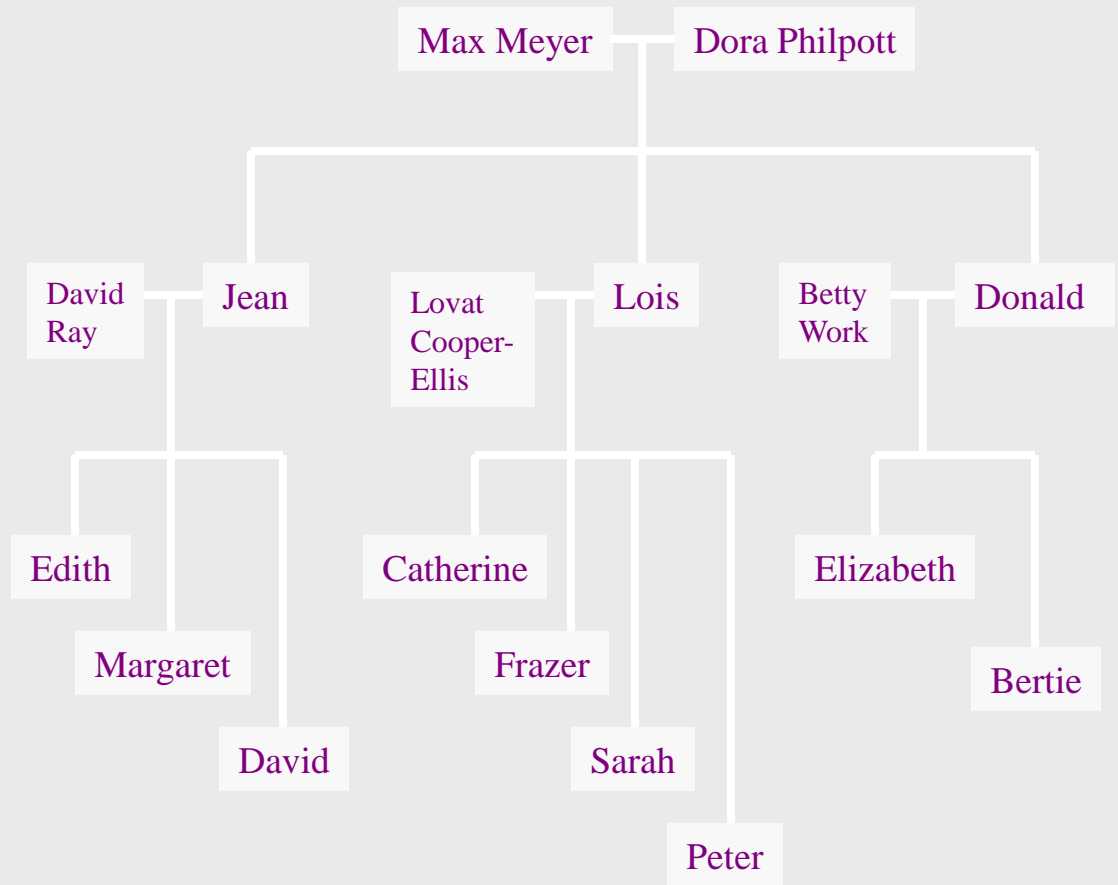 Max Meyer
Dora Philpott
David
Ray
Jean
Lovat
Cooper-
Ellis
Lois
Betty
Work
Donald
Edith
Catherine
Elizabeth
Margaret
Frazer
Bertie
David
Sarah
Peter